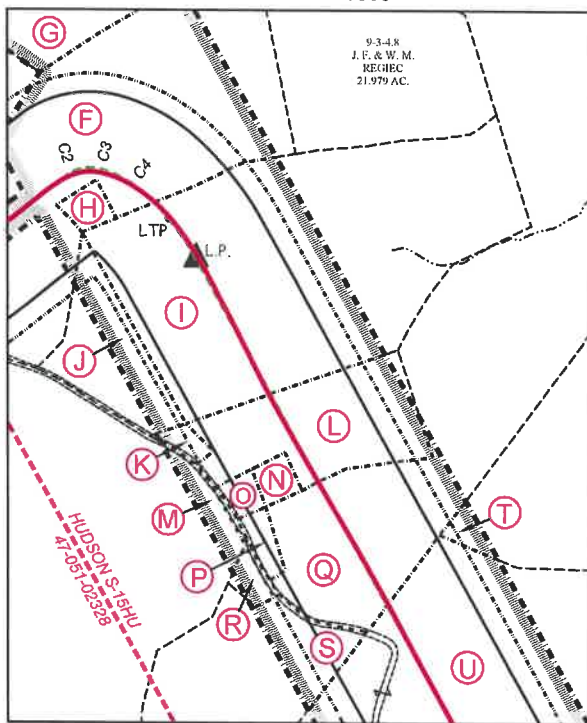 G
9-3-4.8
J. F. & W. M.
REGIEC
21.979 AC.
F
C2
C3
C4
H
LTP
L.P.
I
J
L
K
N
O
M
T
P
Q
HUDSON S-15HU
47-051-02328
R
S
U